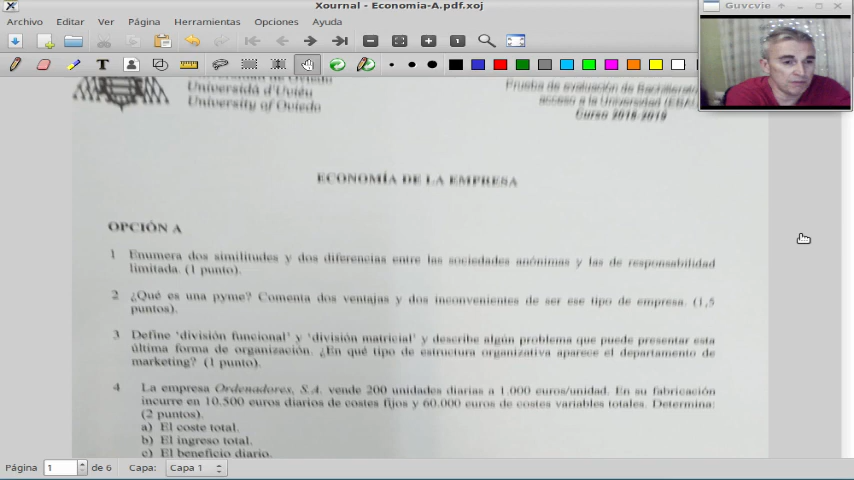 Xournal - Economia-A.pdf.xoj
Guvcvie
Archivo Editar Ver Página Herramientas Opciones Ayuda
Universidá d'Uviéu
University of Oviedo
Prueba de evaluación de Bachillerato
acceso a la Universidad (EBAU)
Curso 2018-2019
ECONOMÍA DE LA EMPRESA
OPCIÓN A
1 Enumera dos similitudes y dos diferencias entre las sociedades anónimas y las de responsabilidad
limitada. (1 punto).
2 ¿Qué es una pyme? Comenta dos ventajas y dos inconvenientes de ser ese tipo de empresa. (1,5
puntos).
3 Define 'división funcional' y 'división matricial' y describe algún problema que puede presentar esta
última forma de organización. ¿En qué tipo de estructura organizativa aparece el departamento de
marketing? (1 punto).
4 La empresa Ordenadores, S.A. vende 200 unidades diarias a 1.000 euros/unidad. En su fabricación
incurre en 10.500 euros diarios de costes fijos y 60.000 euros de costes variables totales. Determina:
(2 puntos).
a) El coste total.
b) El ingreso total.
c) El beneficio diario.
Página 1 de 6 Capa: Capa 1